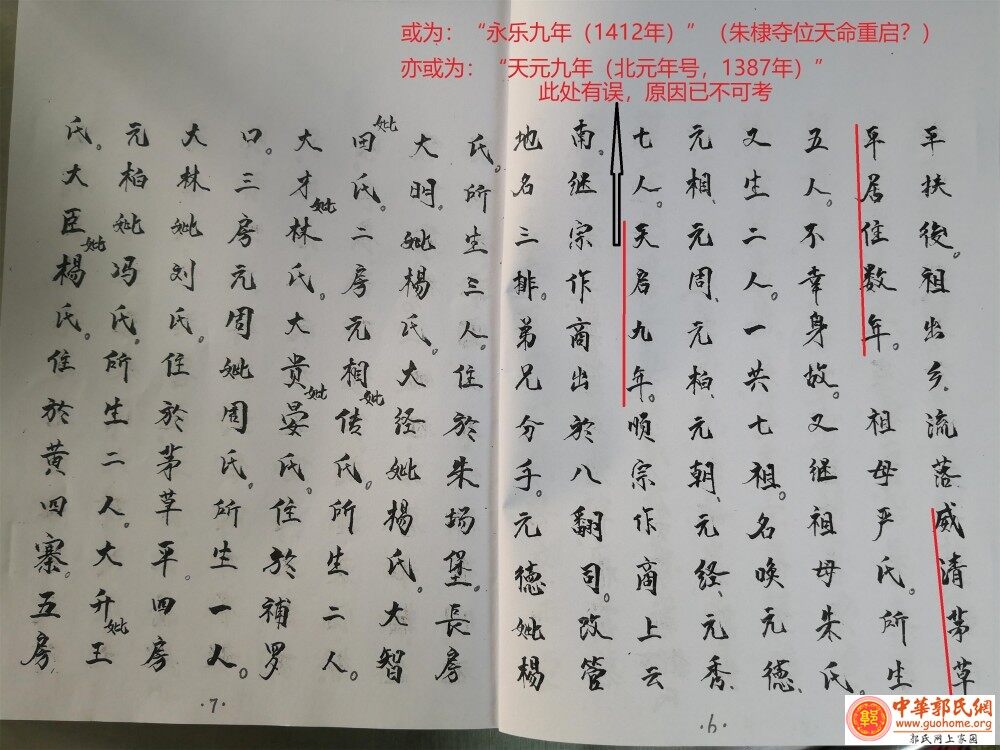 或为：“永乐九年（1412年）”（朱棣夺位天命重启？）
亦或为：“天元九年（北元年号，1387年）”
此处有误，原因已不可考
平扶後。祖出乡。流落威清茅草
平居住数年。祖母严氏。所生
五人。不幸身故。又继祖母朱氏。
又生二人。一共七祖。名唤元德、
元相、元周、元柏、元朝、元经、元秀、
七人。天启九年。顺宗作商上云
南。继宗作商出於八翻司。改管
地名三排。弟兄分手。元德妣楊
·6·
氏。所生三人。住於朱场堡。長房
大明。妣楊氏。大经妣楊氏。大智
妣田氏。二房元相妣传氏。所生二人。
大才妣林氏。大贵妣晏氏。住於補罗
口。三房元周妣周氏。所生一人。
大林妣刘氏。住於茅草平。四房
元柏妣冯氏。所生二人。大升妣王
氏。大臣妣楊氏。住於黄四寨。五房
·7·
中華郭氏網
www.guohome.org
郭氏网上家园